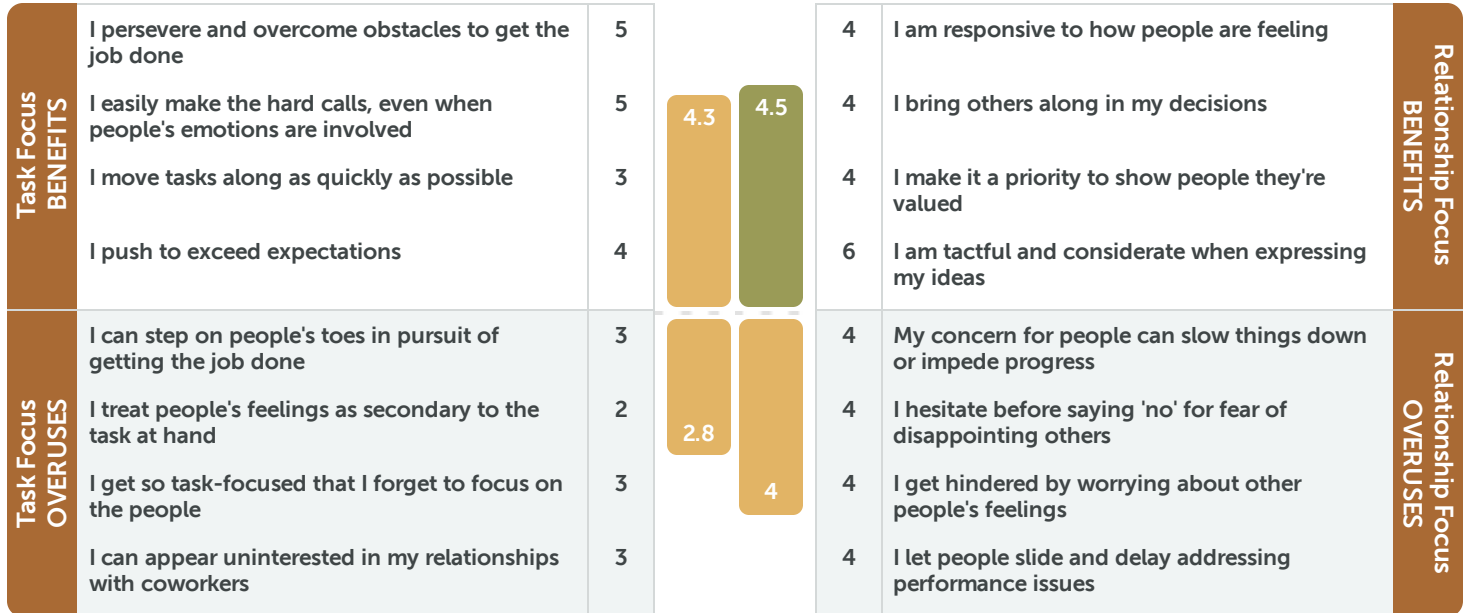 Task Focus
BENEFITS
I persevere and overcome obstacles to get the
job done
5
I easily make the hard calls, even when
people's emotions are involved
5
I move tasks along as quickly as possible
3
I push to exceed expectations
4
4.3
4.5
4
I am responsive to how people are feeling
4
I bring others along in my decisions
4
I make it a priority to show people they're
valued
6
I am tactful and considerate when expressing
my ideas
Relationship Focus
BENEFITS
Task Focus
OVERUSES
I can step on people's toes in pursuit of
getting the job done
3
I treat people's feelings as secondary to the
task at hand
2
I get so task-focused that I forget to focus on
the people
3
I can appear uninterested in my relationships
with coworkers
3
2.8
4
4
My concern for people can slow things down
or impede progress
4
I hesitate before saying 'no' for fear of
disappointing others
4
I get hindered by worrying about other
people's feelings
4
I let people slide and delay addressing
performance issues
Relationship Focus
OVERUSES